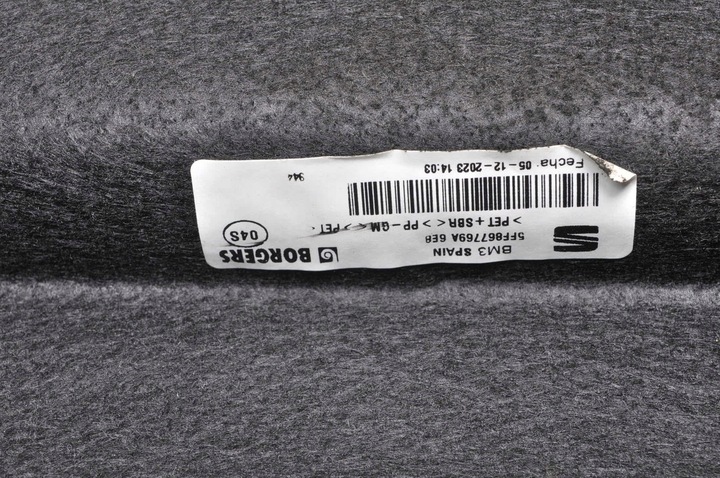 BM3 SPAIN
BORGERS
5FF867769A 6E8
04S
> PET + SBR < > PP - GM < > PET <
Fecha: 05-12-2023 14:03
944